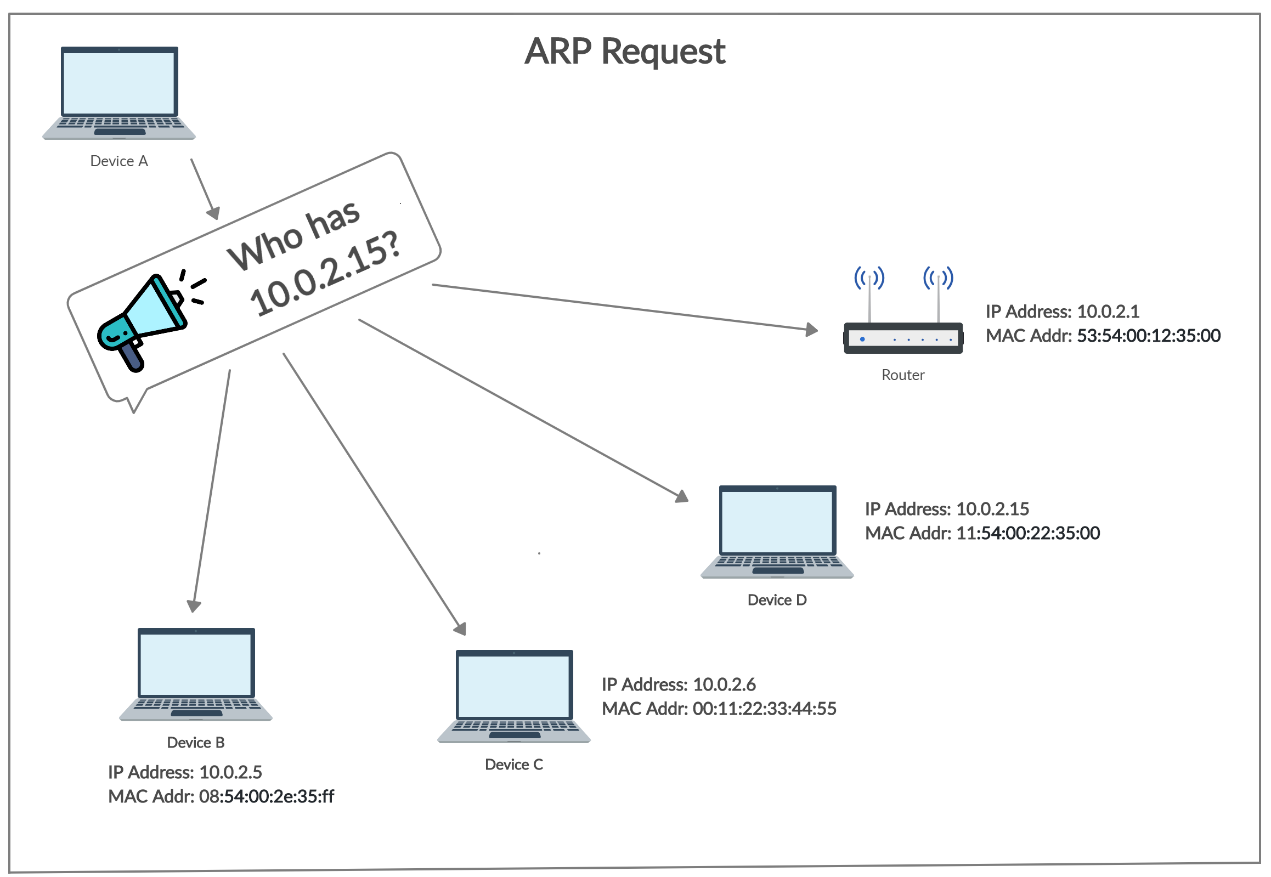 ARP Request
Device A
Who has
10.0.2.15?
IP Address: 10.0.2.1
MAC Addr: 53:54:00:12:35:00
Router
IP Address: 10.0.2.15
MAC Addr: 11:54:00:22:35:00
Device D
IP Address: 10.0.2.6
MAC Addr: 00:11:22:33:44:55
Device C
Device B
IP Address: 10.0.2.5
MAC Addr: 08:54:00:2e:35:ff